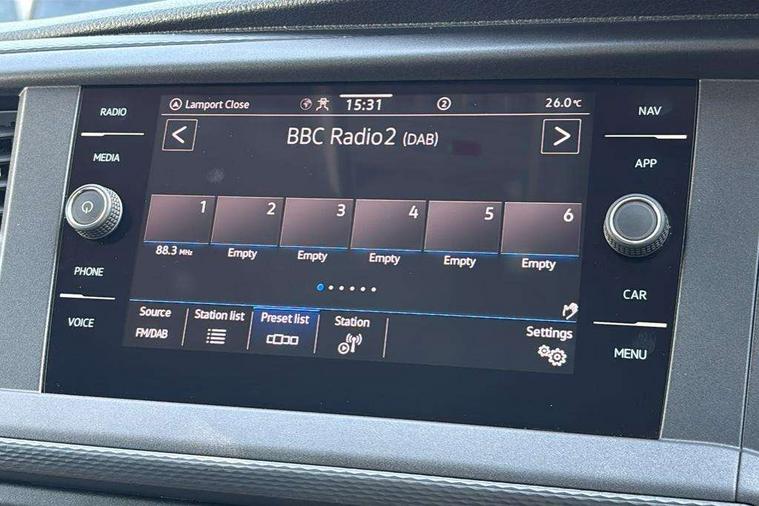 RADIO
MEDIA
PHONE
VOICE
Lamport Close
15:31
2
26.0°C
BBC Radio2 (DAB)
1 2 3 4 5 6
88.3 MHz Empty Empty Empty Empty Empty
Source Station list Preset list Station Settings
FM/DAB
NAV
APP
CAR
MENU